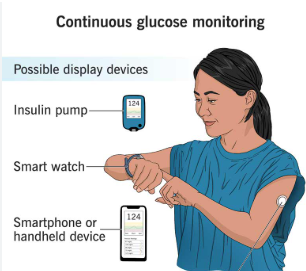 Continuous glucose monitoring
Possible display devices
Insulin pump
124
Smart watch
Smartphone or
handheld device
124